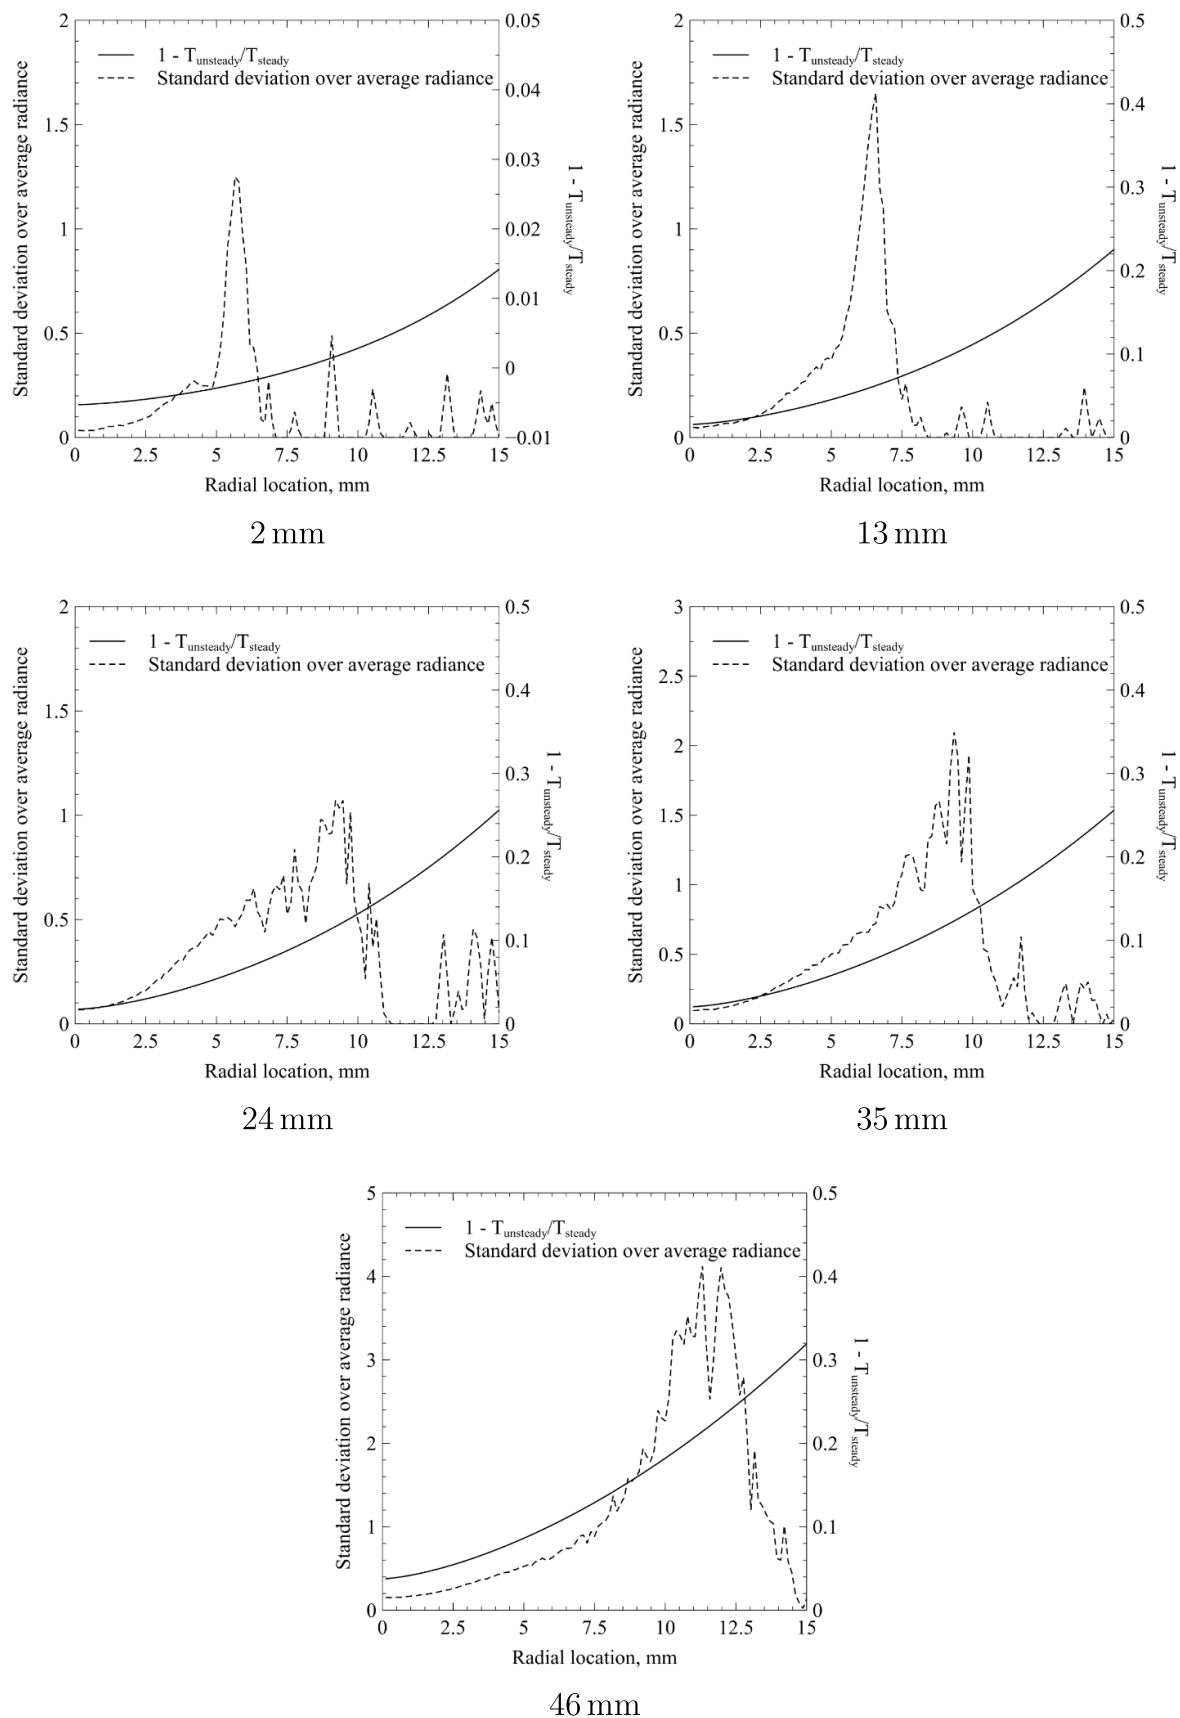 2
1.5
1
0.5
0
0.05
0.04
0.03
0.02
0.01
0
−0.01
1 - Tunsteady/Tsteady
Standard deviation over average radiance
Standard deviation over average radiance
1 - Tunsteady/Tsteady
0 2.5 5 7.5 10 12.5 15
Radial location, mm
2 mm
2
1.5
1
0.5
0
0.5
0.4
0.3
0.2
0.1
0
1 - Tunsteady/Tsteady
Standard deviation over average radiance
Standard deviation over average radiance
1 - Tunsteady/Tsteady
0 2.5 5 7.5 10 12.5 15
Radial location, mm
13 mm
2
1.5
1
0.5
0
0.5
0.4
0.3
0.2
0.1
0
1 - Tunsteady/Tsteady
Standard deviation over average radiance
Standard deviation over average radiance
1 - Tunsteady/Tsteady
0 2.5 5 7.5 10 12.5 15
Radial location, mm
24 mm
3
2.5
2
1.5
1
0.5
0
0.5
0.4
0.3
0.2
0.1
0
1 - Tunsteady/Tsteady
Standard deviation over average radiance
Standard deviation over average radiance
1 - Tunsteady/Tsteady
0 2.5 5 7.5 10 12.5 15
Radial location, mm
35 mm
5
4
3
2
1
0
0.5
0.4
0.3
0.2
0.1
0
1 - Tunsteady/Tsteady
Standard deviation over average radiance
Standard deviation over average radiance
1 - Tunsteady/Tsteady
0 2.5 5 7.5 10 12.5 15
Radial location, mm
46 mm